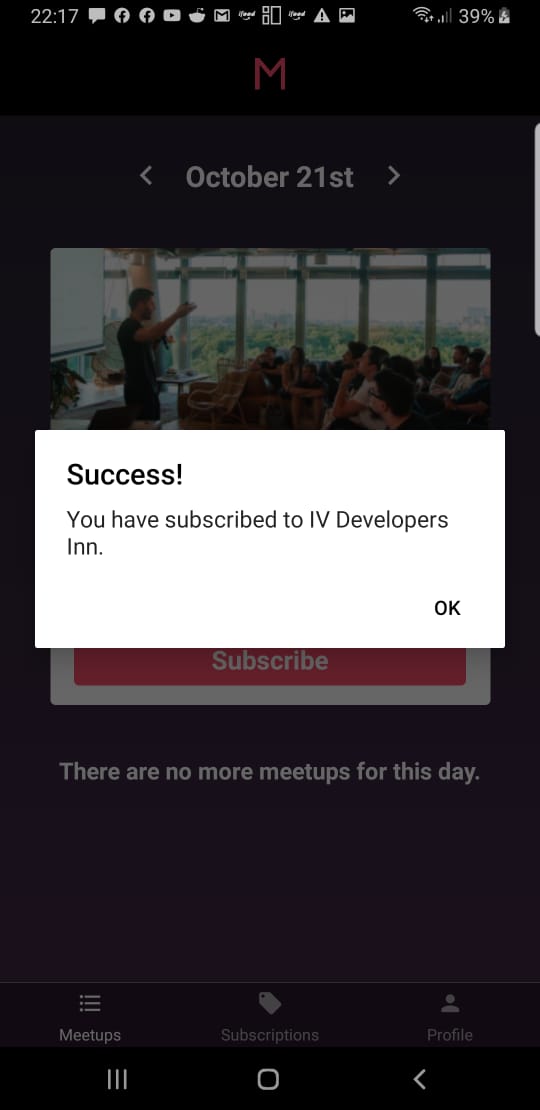 22:17 39%
M
October 21st
Success!
You have subscribed to IV Developers
Inn.
OK
Subscribe
There are no more meetups for this day.
Meetups Subscriptions Profile